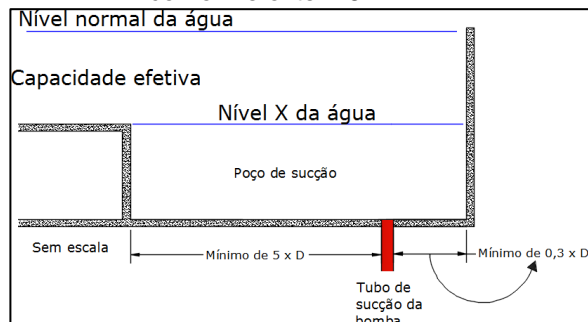 Nível normal da água
Capacidade efetiva
Nível X da água
Poço de sucção
Sem escala
Mínimo de 5 x D
Mínimo de 0,3 x D
Tubo de
sucção da
bomba